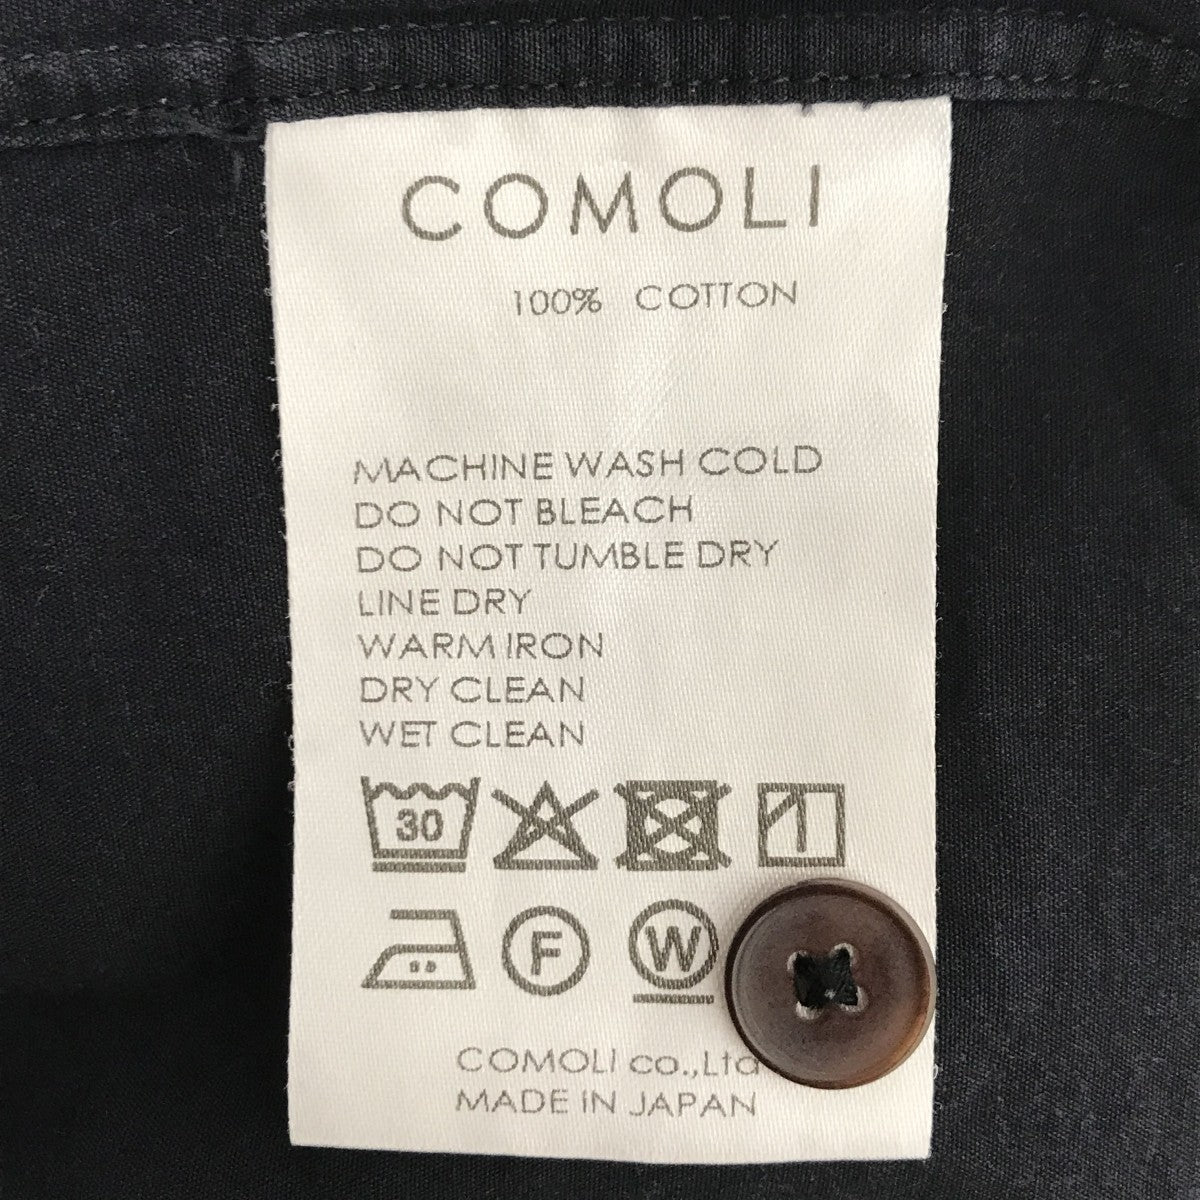 COMOLI
100% COTTON
MACHINE WASH COLD
DO NOT BLEACH
DO NOT TUMBLE DRY
LINE DRY
WARM IRON
DRY CLEAN
WET CLEAN
30
F W
COMOLI co.,Ltd
MADE iN JAPAN